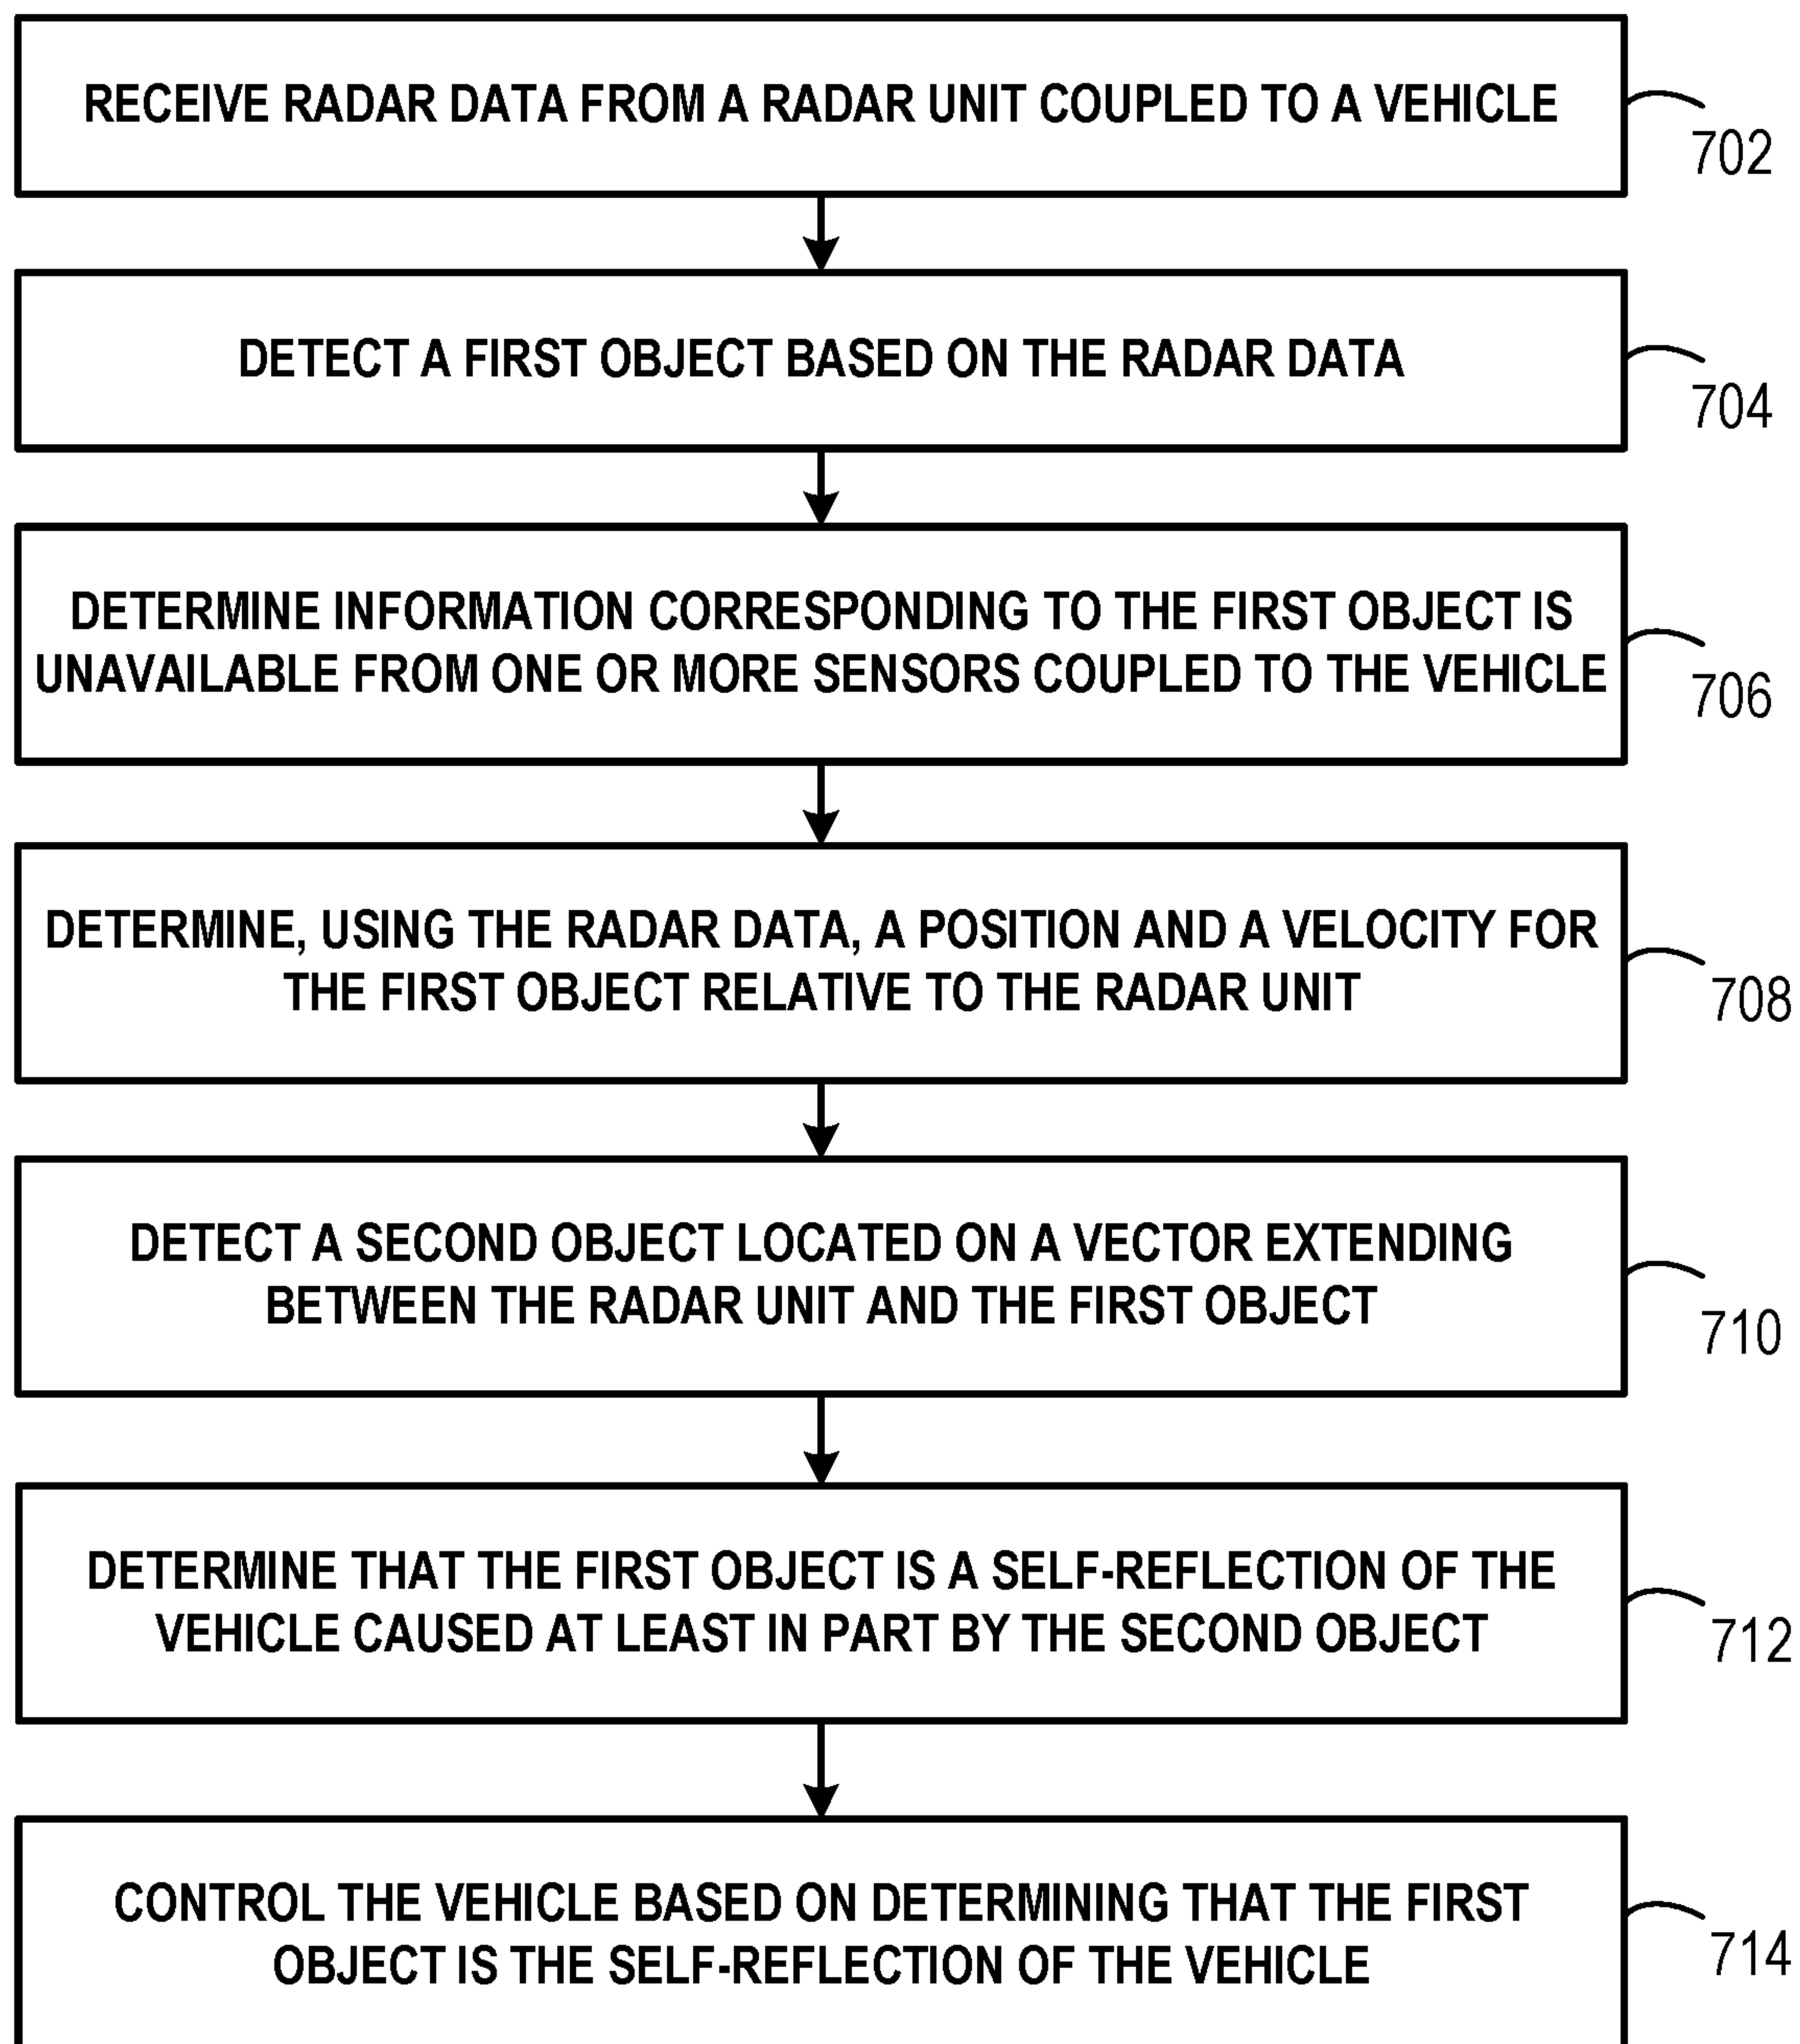 RECEIVE RADAR DATA FROM A RADAR UNIT COUPLED TO A VEHICLE
702
DETECT A FIRST OBJECT BASED ON THE RADAR DATA
704
DETERMINE INFORMATION CORRESPONDING TO THE FIRST OBJECT IS
UNAVAILABLE FROM ONE OR MORE SENSORS COUPLED TO THE VEHICLE
706
DETERMINE, USING THE RADAR DATA, A POSITION AND A VELOCITY FOR
THE FIRST OBJECT RELATIVE TO THE RADAR UNIT
708
DETECT A SECOND OBJECT LOCATED ON A VECTOR EXTENDING
BETWEEN THE RADAR UNIT AND THE FIRST OBJECT
710
DETERMINE THAT THE FIRST OBJECT IS A SELF-REFLECTION OF THE
VEHICLE CAUSED AT LEAST IN PART BY THE SECOND OBJECT
712
CONTROL THE VEHICLE BASED ON DETERMINING THAT THE FIRST
OBJECT IS THE SELF-REFLECTION OF THE VEHICLE
714